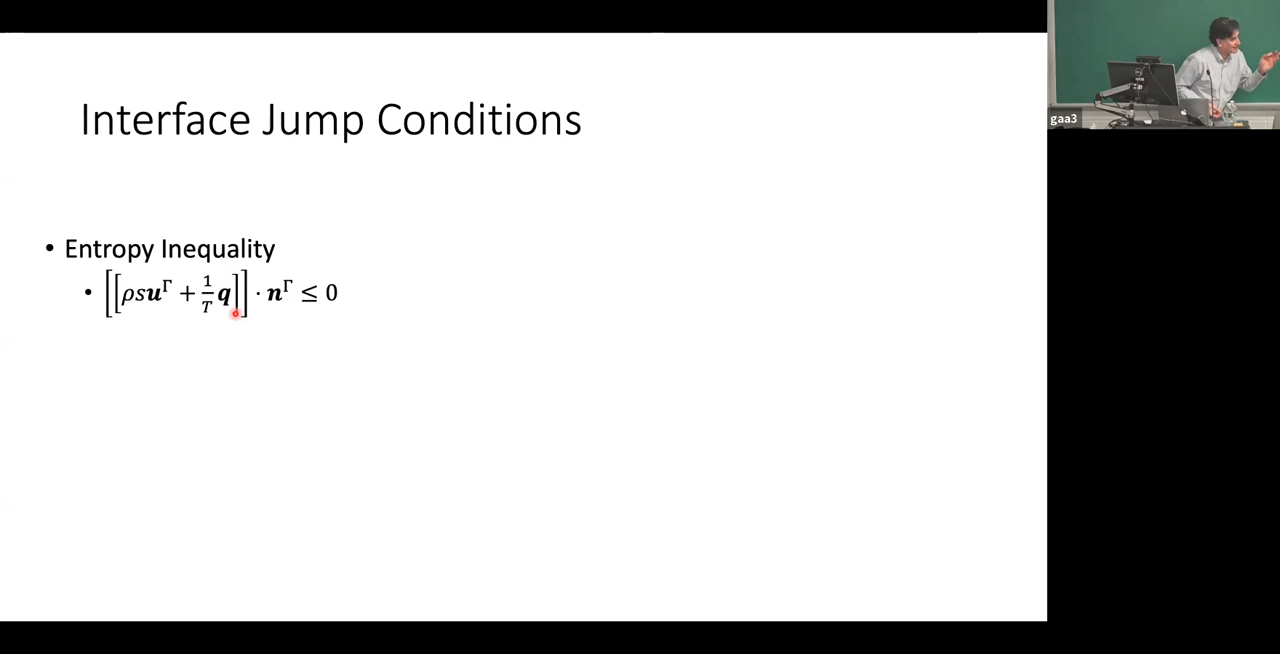 Interface Jump Conditions
• Entropy Inequality
• [[ρs𝒖^Γ + 1/T 𝒒]] · 𝒏^Γ ≤ 0
gaa3